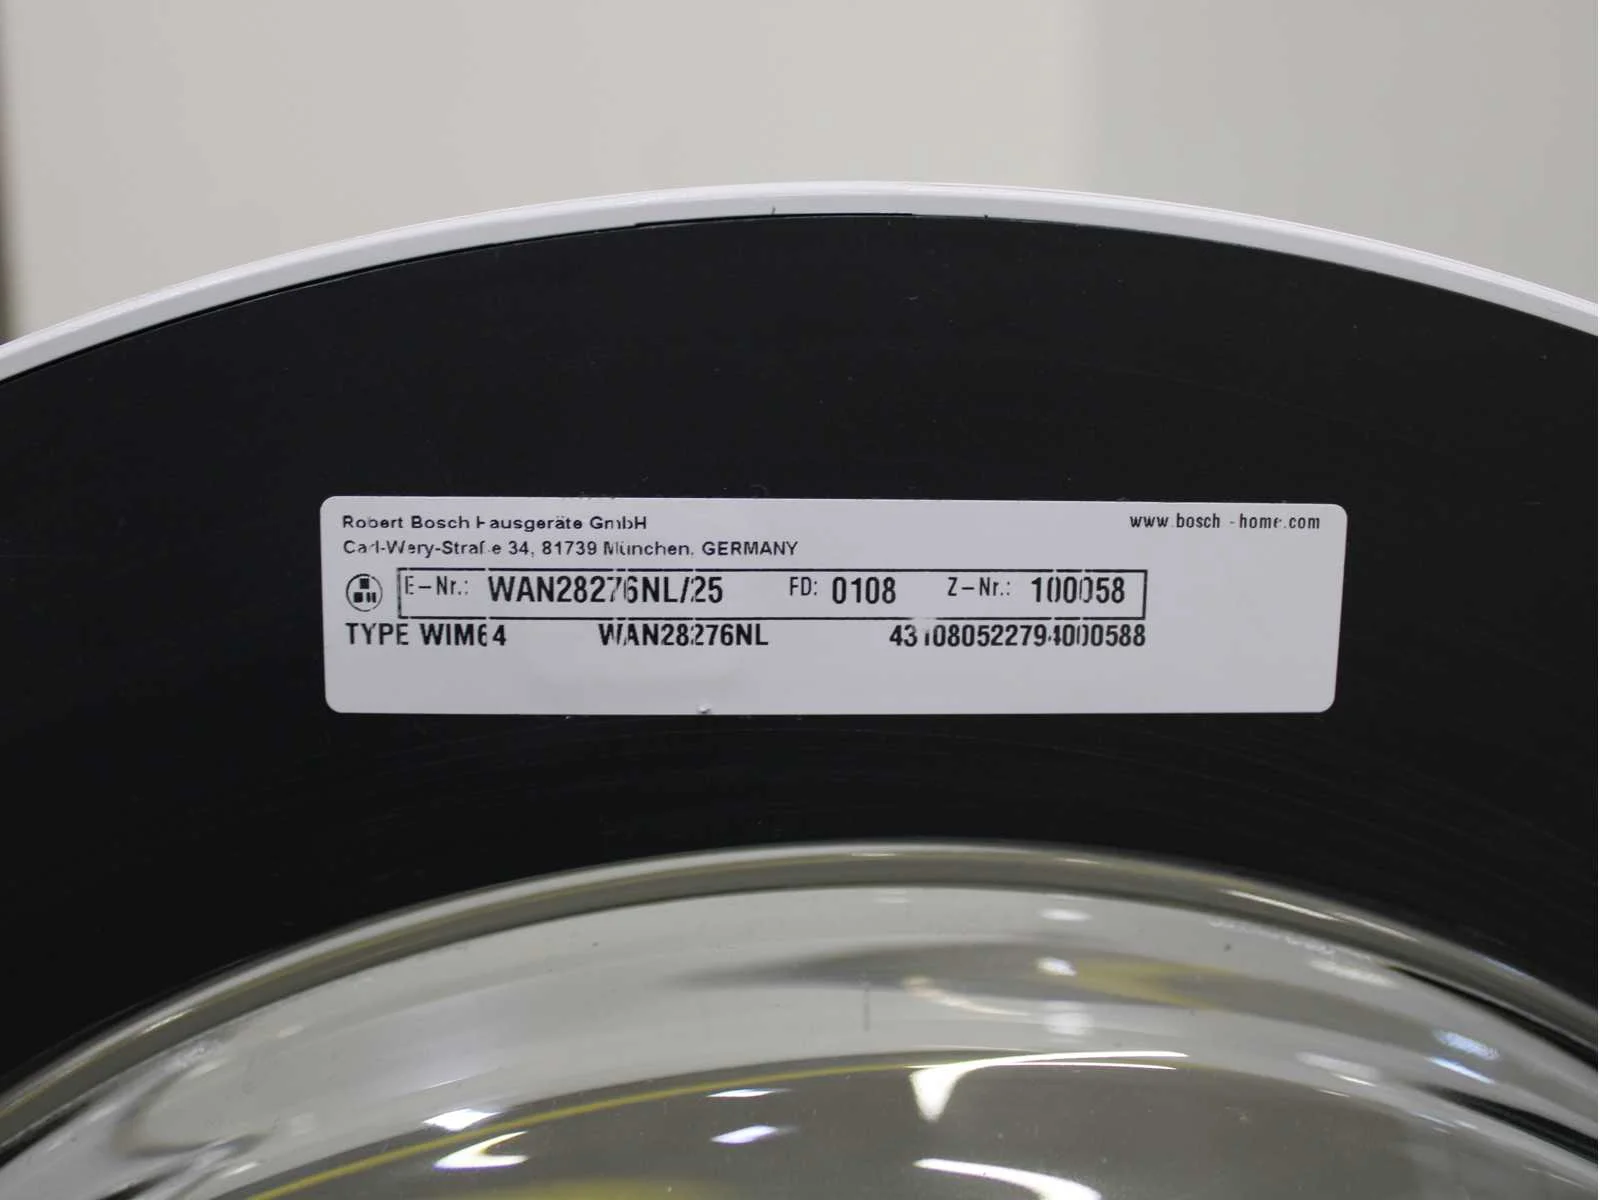 Robert Bosch Hausgeräte GmbH
www.bosch-home.com
Carl-Wery-Straße 34, 81739 München, GERMANY
E-Nr.: WAN28276NL/25 FD: 0108 Z-Nr.: 100058
TYPE WIM64 WAN28276NL 431080522794000588